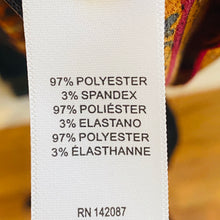 97% POLYESTER
3% SPANDEX
97% POLIÉSTER
3% ELASTANO
97% POLYESTER
3% ÉLASTHANNE
RN 142087